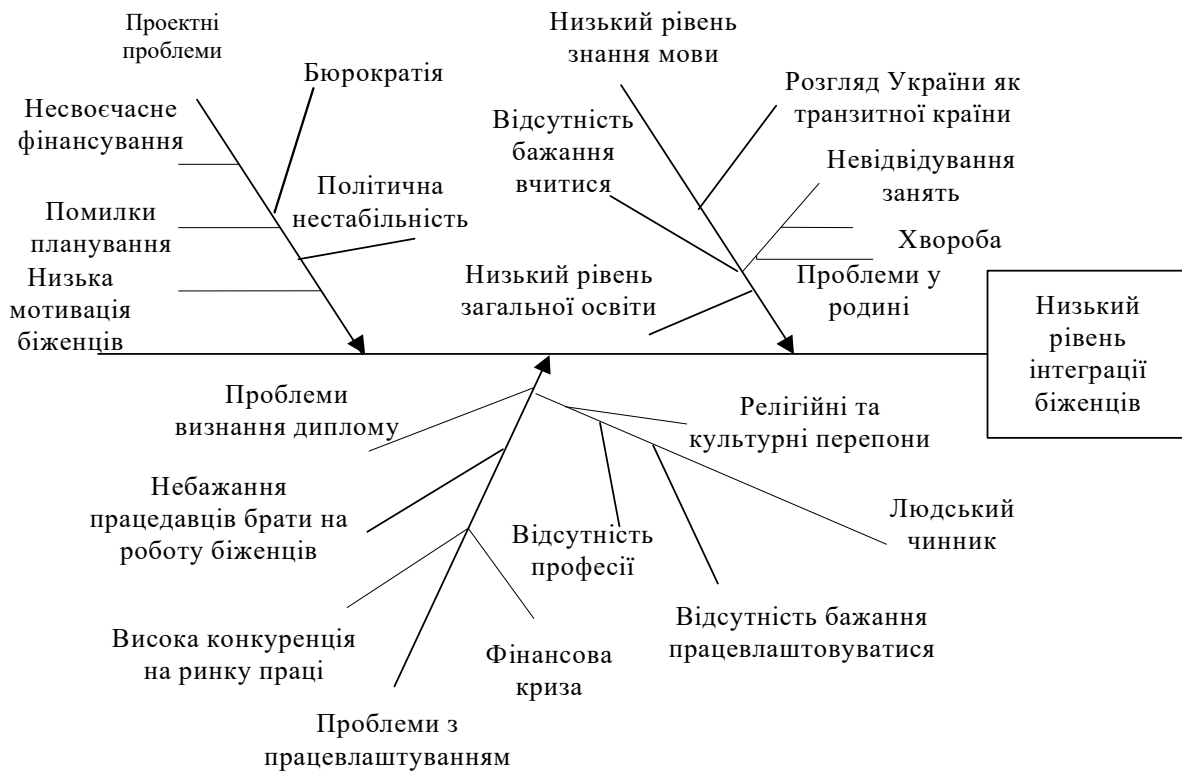 Проектні
проблеми
Бюрократія
Несвоєчасне
фінансування
Політична
нестабільність
Помилки
планування
Низька
мотивація
біженців
Низький рівень
знання мови
Розгляд України як
транзитної країни
Відсутність
бажання
вчитися
Невідвідування
занять
Хвороба
Проблеми у
родині
Низький рівень
загальної освіти
Низький
рівень
інтеграції
біженців
Проблеми
визнання диплому
Небажання
працедавців брати на
роботу біженців
Висока конкуренція
на ринку праці
Проблеми з
працевлаштуванням
Фінансова
криза
Відсутність
професії
Релігійні та
культурні перепони
Людський
чинник
Відсутність бажання
працевлаштовуватися